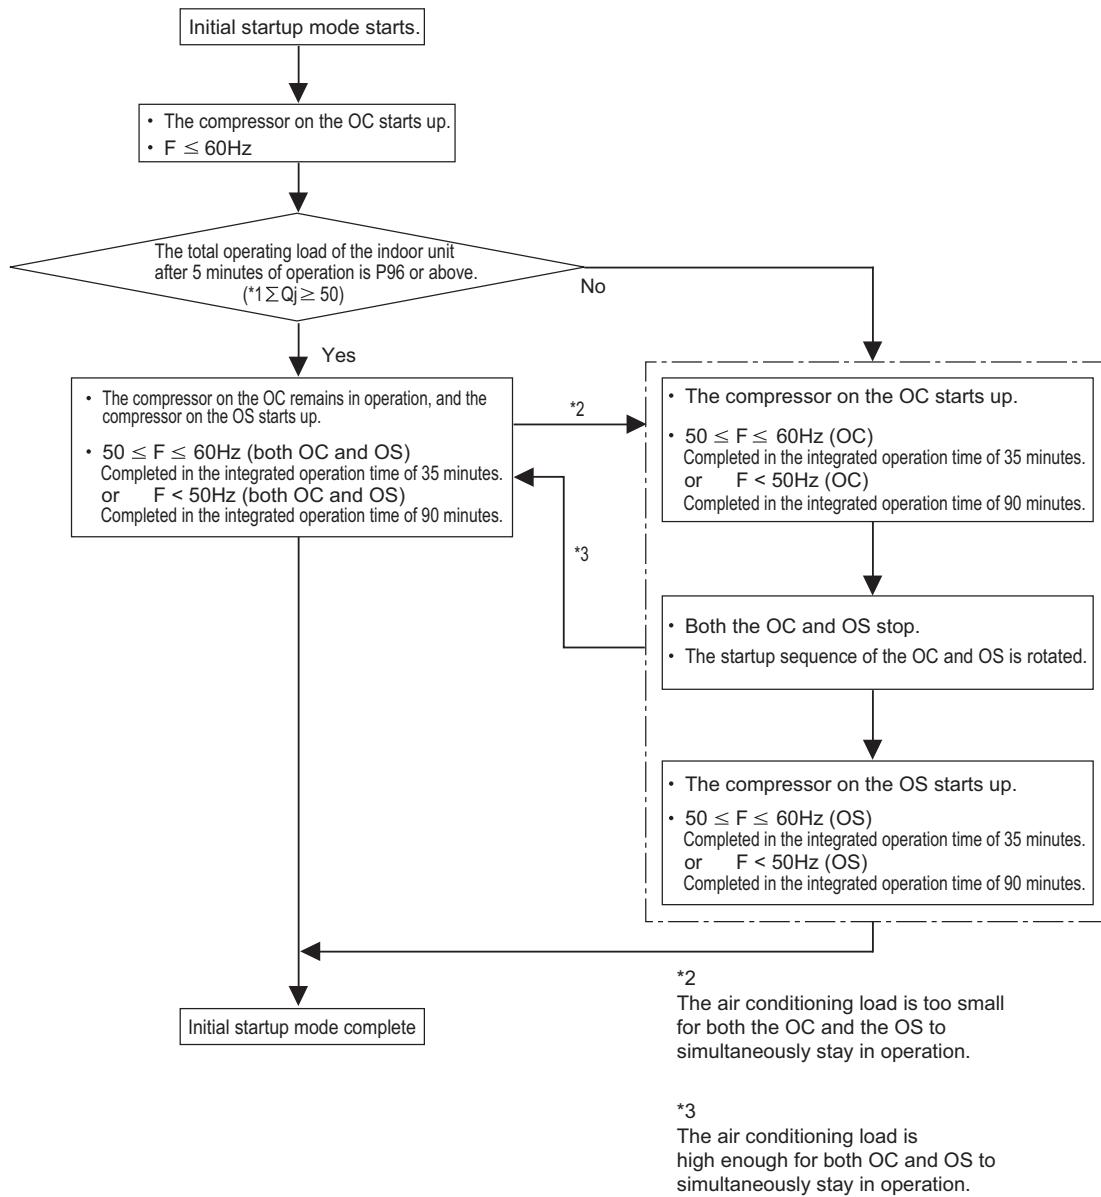 Initial startup mode starts.
• The compressor on the OC starts up.
• F ≤ 60Hz
The total operating load of the indoor unit
after 5 minutes of operation is P96 or above.
(*1∑Qj ≥ 50)
No
Yes
• The compressor on the OC remains in operation, and the
compressor on the OS starts up.
• 50 ≤ F ≤ 60Hz (both OC and OS)
Completed in the integrated operation time of 35 minutes.
or F < 50Hz (both OC and OS)
Completed in the integrated operation time of 90 minutes.
*2
*3
• The compressor on the OC starts up.
• 50 ≤ F ≤ 60Hz (OC)
Completed in the integrated operation time of 35 minutes.
or F < 50Hz (OC)
Completed in the integrated operation time of 90 minutes.
• Both the OC and OS stop.
• The startup sequence of the OC and OS is rotated.
• The compressor on the OS starts up.
• 50 ≤ F ≤ 60Hz (OS)
Completed in the integrated operation time of 35 minutes.
or F < 50Hz (OS)
Completed in the integrated operation time of 90 minutes.
Initial startup mode complete
*2
The air conditioning load is too small
for both the OC and the OS to
simultaneously stay in operation.
*3
The air conditioning load is
high enough for both OC and OS to
simultaneously stay in operation.